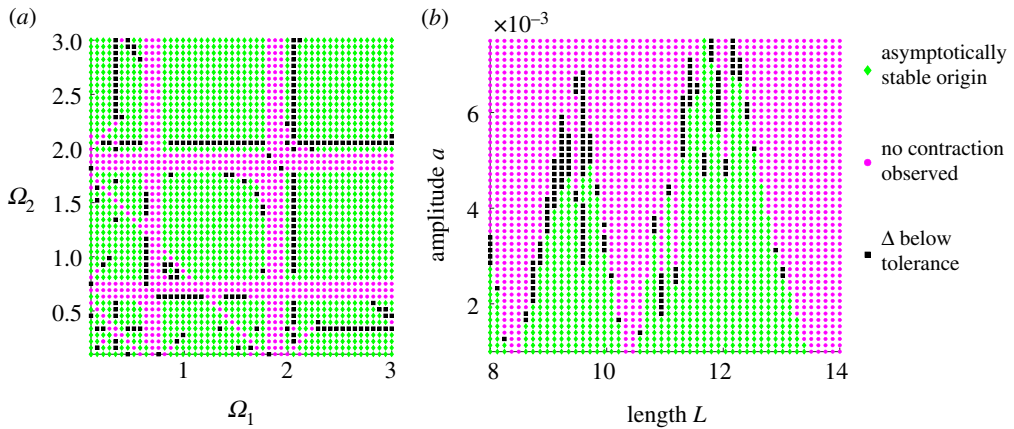 (a)
3.0
2.5
2.0
1.5
1.0
0.5
Ω2
1 2 3
Ω1
(b)
×10–3
6
4
2
amplitude a
8 10 12 14
length L
asymptotically
stable origin
no contraction
observed
Δ below
tolerance